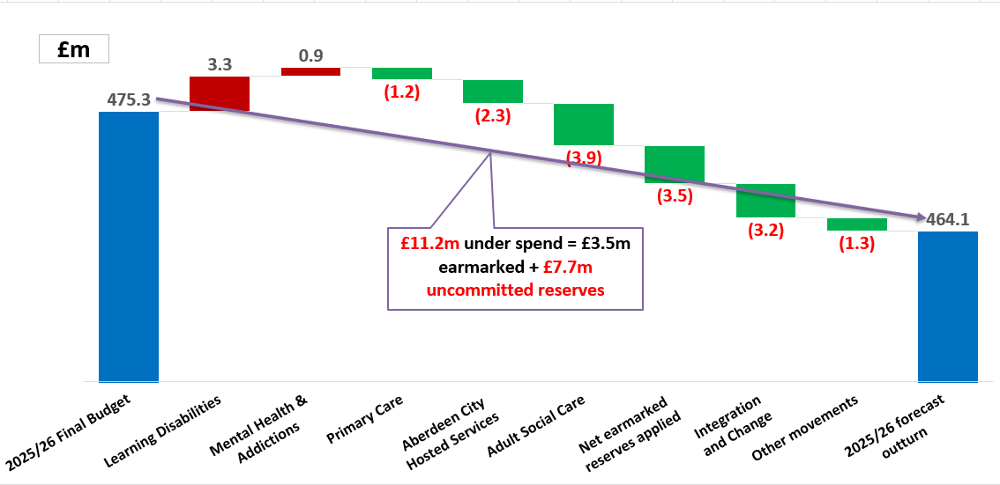 £m
475.3
3.3
0.9
(1.2)
(2.3)
(3.9)
(3.5)
(3.2)
(1.3)
464.1
£11.2m under spend = £3.5m
earmarked + £7.7m
uncommitted reserves
2025/26 Final Budget
Learning Disabilities
Mental Health &
Addictions
Primary Care
Aberdeen City
Hosted Services
Adult Social Care
Net earmarked
reserves applied
Integration
and Change
Other movements
2025/26 forecast
outturn